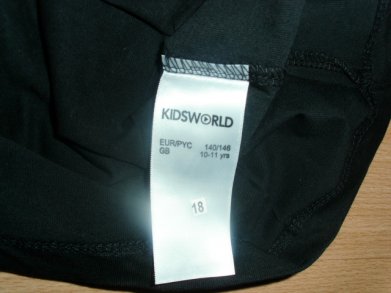 KIDSWORLD
EUR/PYC 140/146
GB 10-11 yrs
18